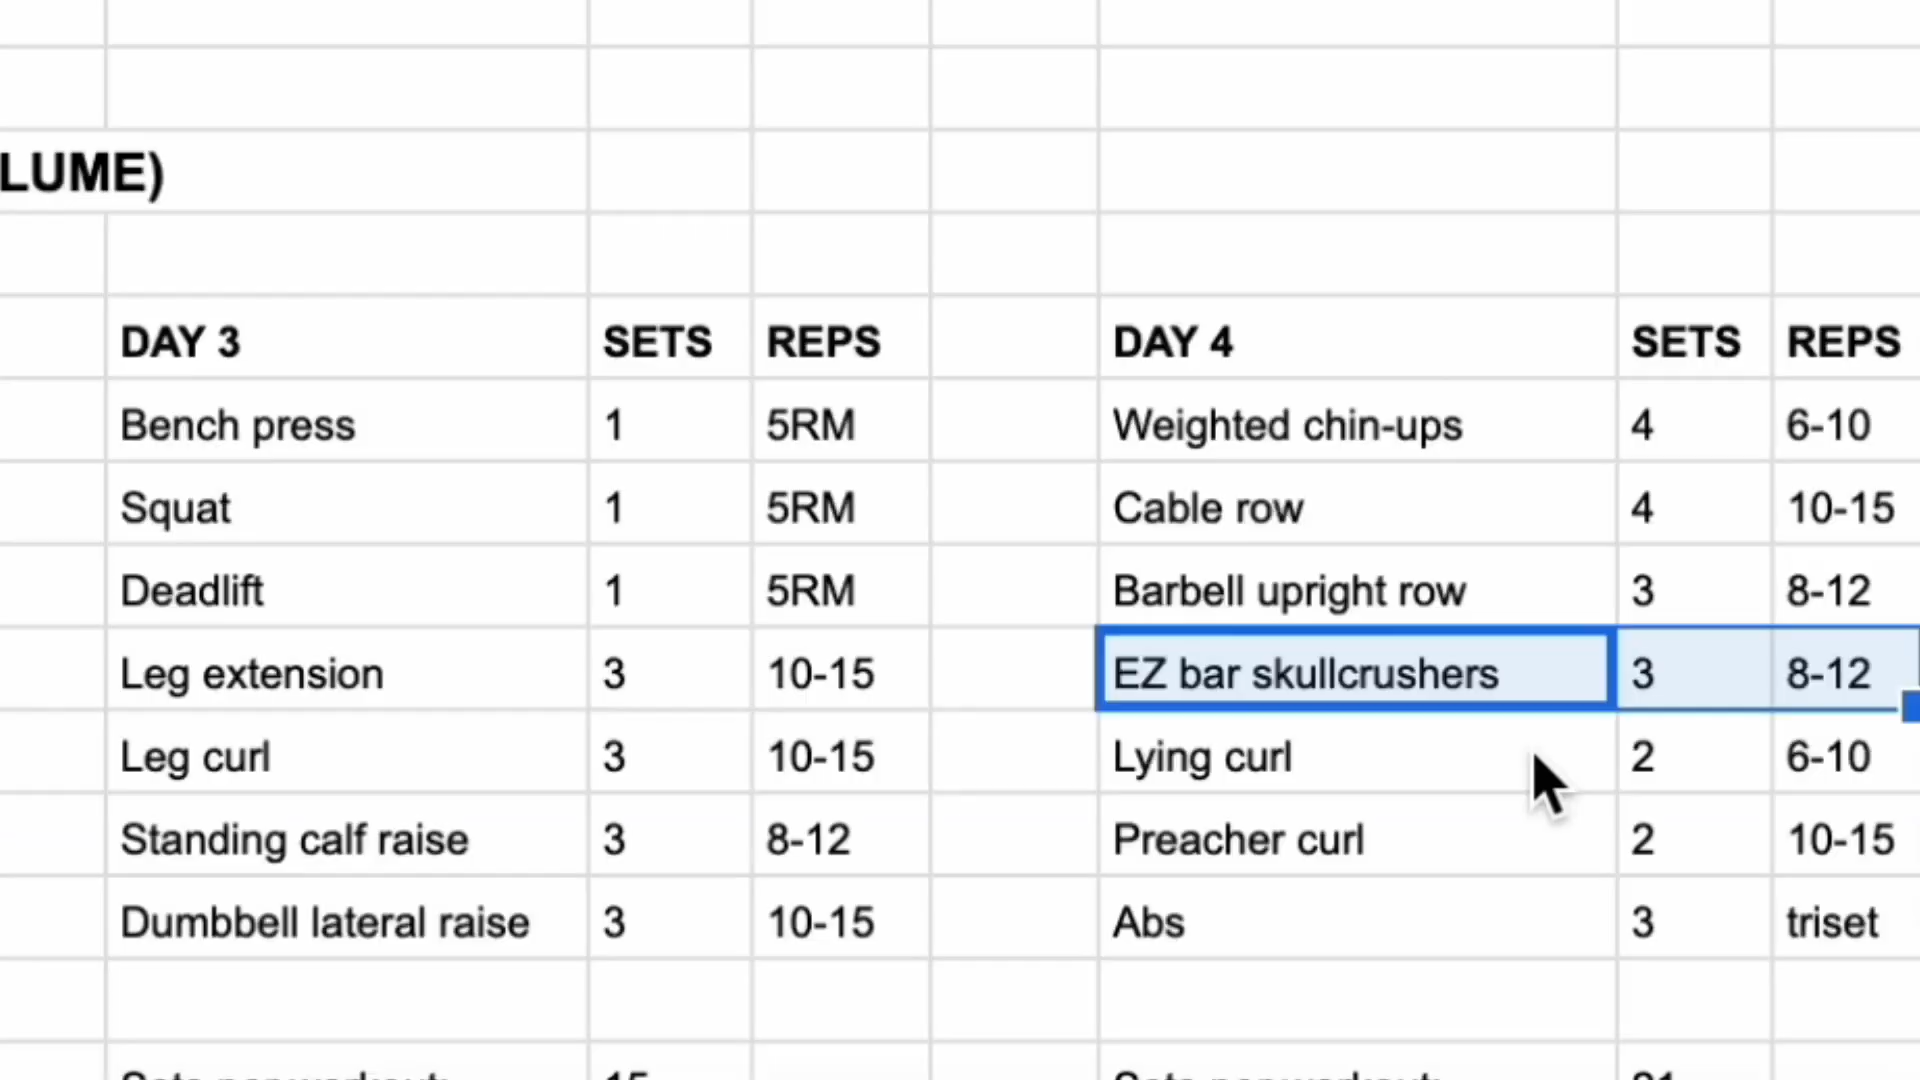 LUME)
DAY 3 SETS REPS DAY 4 SETS REPS
Bench press 1 5RM Weighted chin-ups 4 6-10
Squat 1 5RM Cable row 4 10-15
Deadlift 1 5RM Barbell upright row 3 8-12
Leg extension 3 10-15 EZ bar skullcrushers 3 8-12
Leg curl 3 10-15 Lying curl 2 6-10
Standing calf raise 3 8-12 Preacher curl 2 10-15
Dumbbell lateral raise 3 10-15 Abs 3 triset